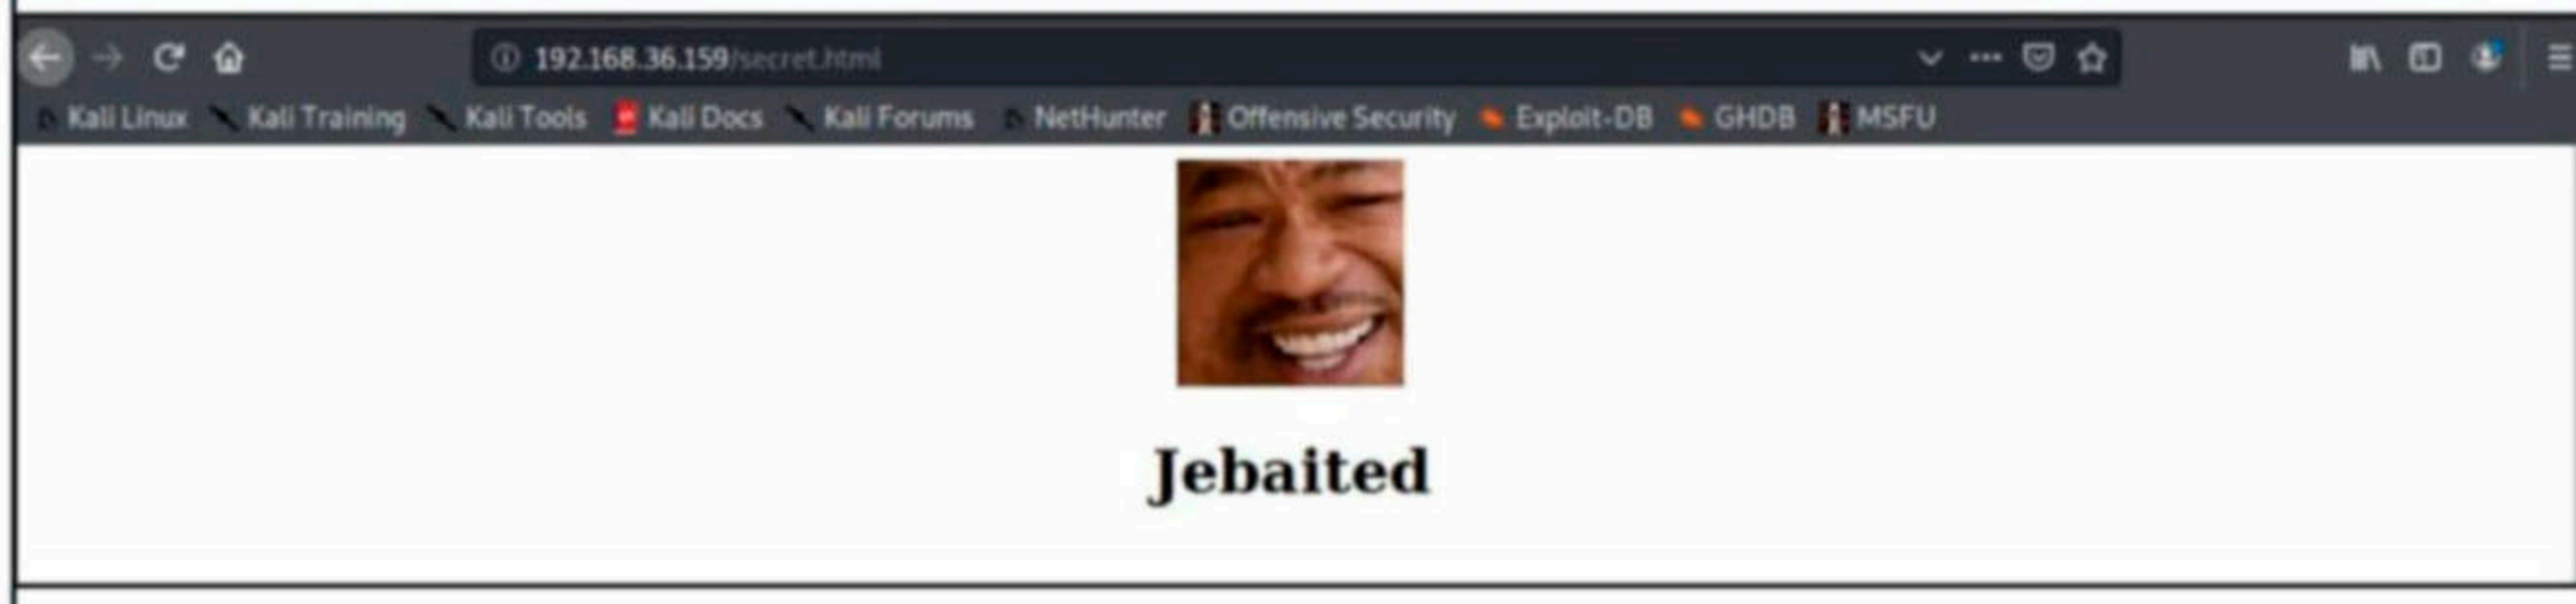 192.168.36.159/secret.html
Kali Linux Kali Training Kali Tools Kali Docs Kali Forums NetHunter Offensive Security Exploit-DB GHDB MSFU
Jebaited